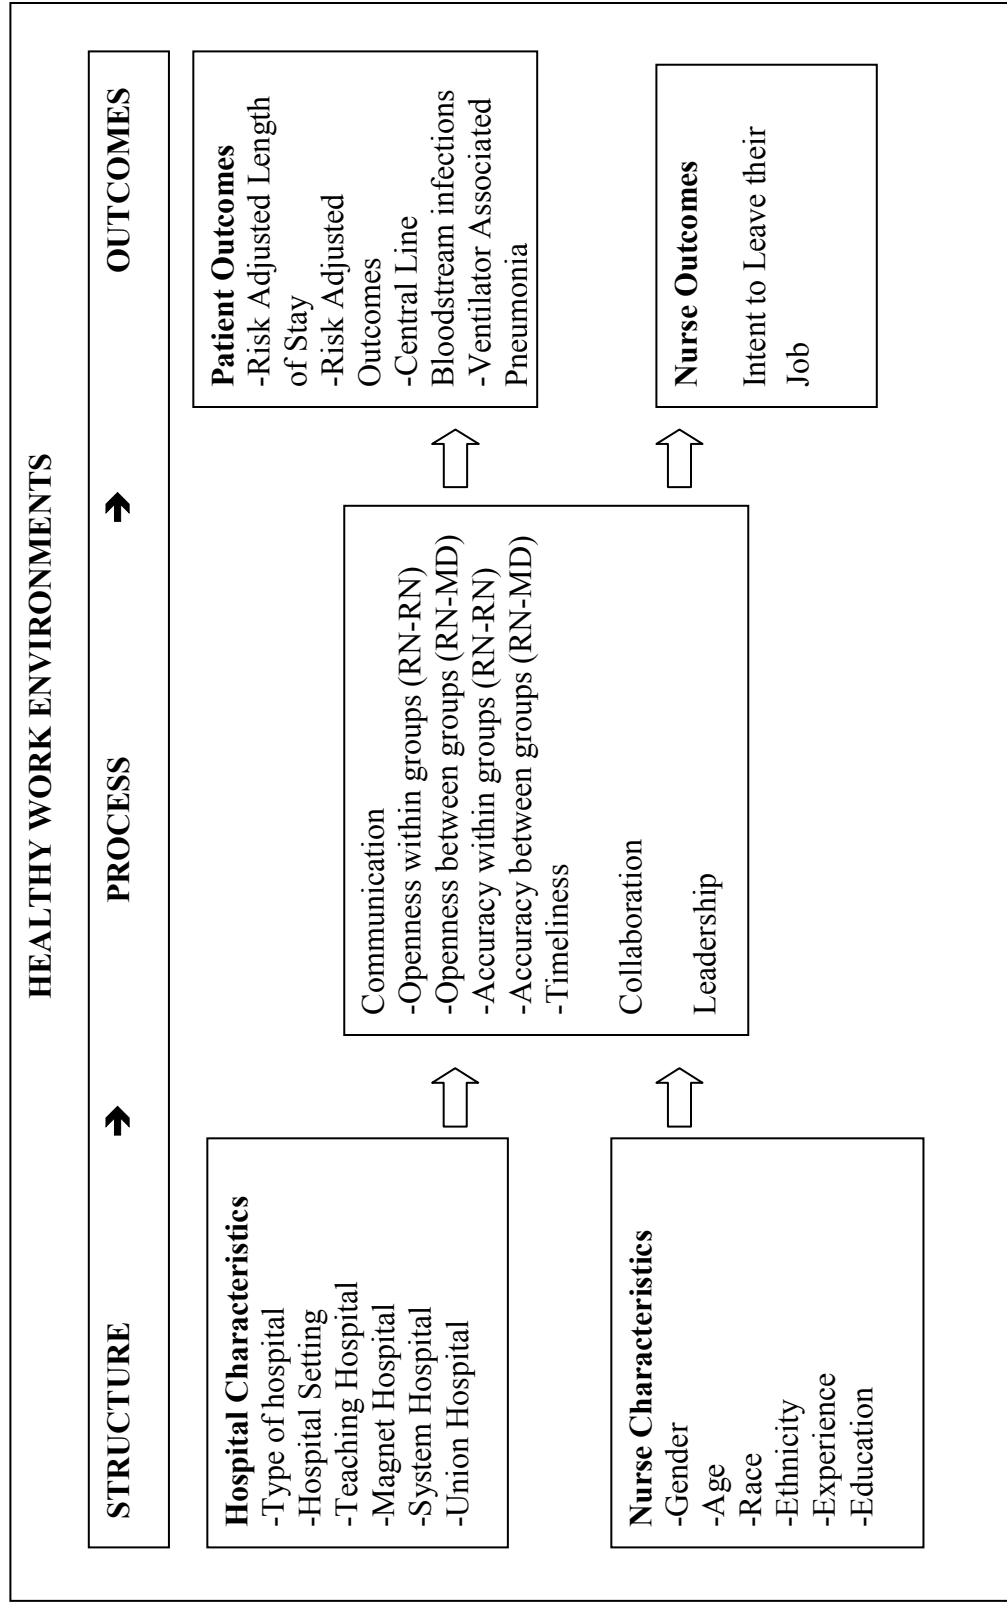 HEALTHY WORK ENVIRONMENTS
STRUCTURE → PROCESS → OUTCOMES
Hospital Characteristics
-Type of hospital
-Hospital Setting
-Teaching Hospital
-Magnet Hospital
-System Hospital
-Union Hospital
Nurse Characteristics
-Gender
-Age
-Race
-Ethnicity
-Experience
-Education
Communication
-Openness within groups (RN-RN)
-Openness between groups (RN-MD)
-Accuracy within groups (RN-RN)
-Accuracy between groups (RN-MD)
-Timeliness
Collaboration
Leadership
Patient Outcomes
-Risk Adjusted Length
of Stay
-Risk Adjusted
Outcomes
-Central Line
Bloodstream infections
-Ventilator Associated
Pneumonia
Nurse Outcomes
Intent to Leave their
Job